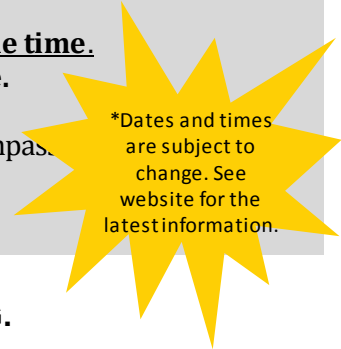 e time.
*Dates and times
are subject to
change. See
website for the
latest information.